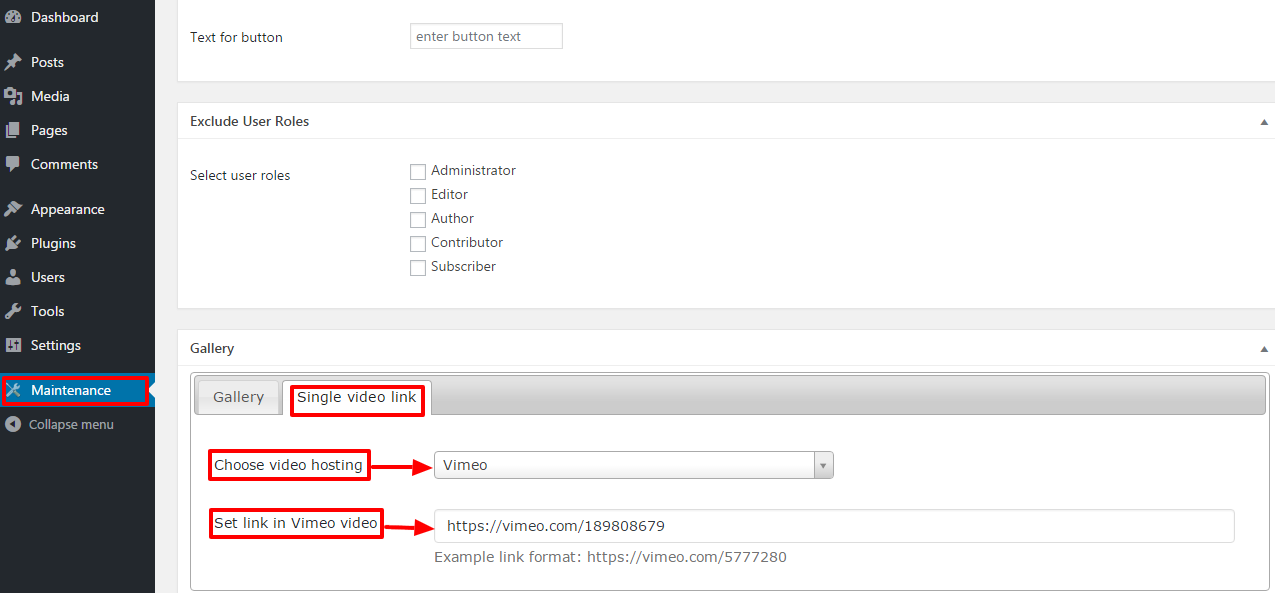 Dashboard
Posts
Media
Pages
Comments
Appearance
Plugins
Users
Tools
Settings
Maintenance
Collapse menu
Text for button
enter button text
Exclude User Roles
Select user roles
Administrator
Editor
Author
Contributor
Subscriber
Gallery
Gallery
Single video link
Choose video hosting
Vimeo
Set link in Vimeo video
https://vimeo.com/189808679
Example link format: https://vimeo.com/5777280